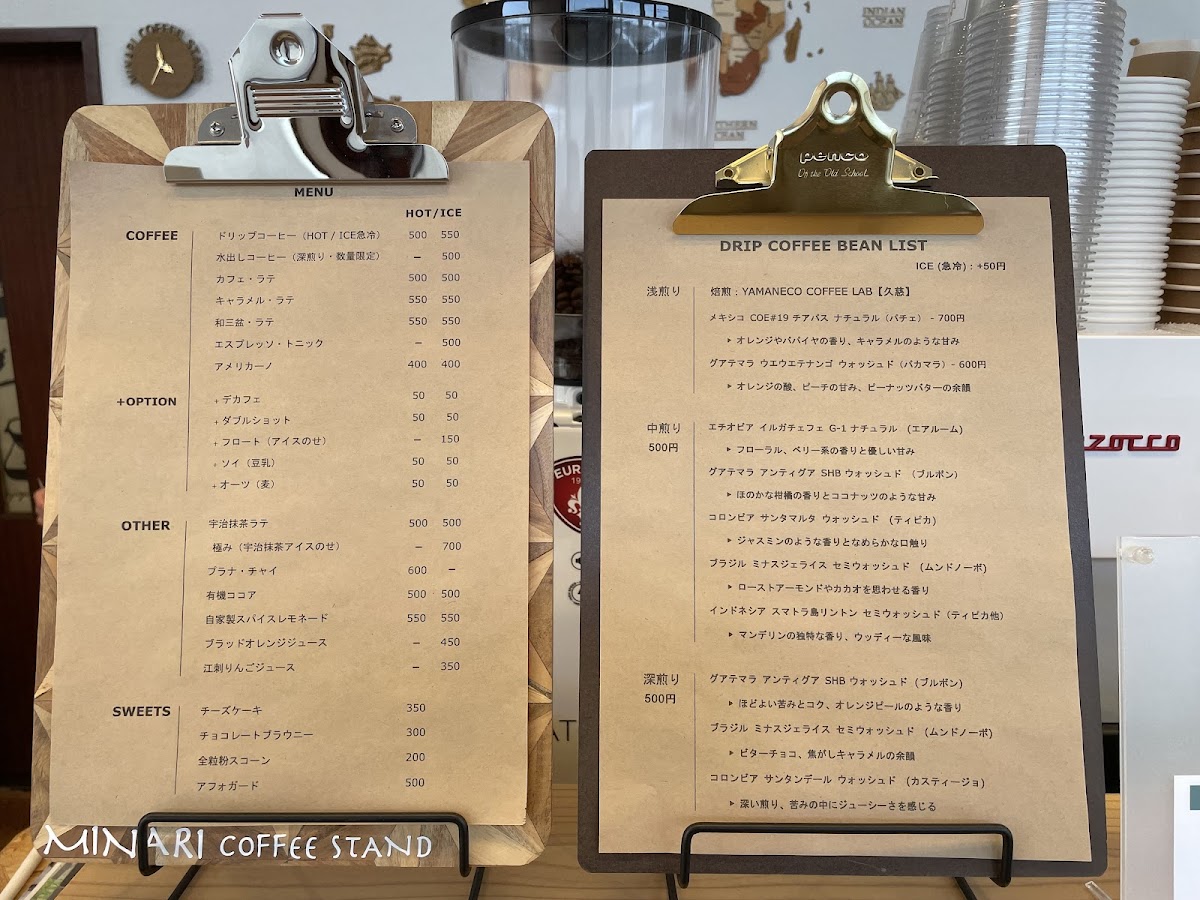 MENU
HOT/ICE
COFFEE
ドリップコーヒー（HOT / ICE急冷） 500 550
水出しコーヒー（深煎り・数量限定） － 500
カフェ・ラテ 500 500
キャラメル・ラテ 550 550
和三盆・ラテ 550 550
エスプレッソ・トニック － 500
アメリカーノ 400 400
+OPTION
+ デカフェ 50 50
+ ダブルショット 50 50
+ フロート（アイスのせ） － 150
+ ソイ（豆乳） 50 50
+ オーツ（麦） 50 50
OTHER
宇治抹茶ラテ 500 500
極み（宇治抹茶アイスのせ） － 700
プラナ・チャイ 600 －
有機ココア 500 500
自家製スパイスレモネード 550 550
ブラッドオレンジジュース － 450
江刺りんごジュース － 350
SWEETS
チーズケーキ 350
チョコレートブラウニー 300
全粒粉スコーン 200
アフォガード 500
MINARI COFFEE STAND
penco
On the Old School
DRIP COFFEE BEAN LIST
ICE (急冷) : +50円
浅煎り
焙煎 : YAMANECO COFFEE LAB【久慈】
メキシコ COE#19 チアパス ナチュラル（パチェ） - 700円
▸ オレンジやパパイヤの香り、キャラメルのような甘み
グアテマラ ウエウエテナンゴ ウォッシュド（パカマラ）- 600円
▸ オレンジの酸、ピーチの甘み、ピーナッツバターの余韻
中煎り
500円
エチオピア イルガチェフェ G-1 ナチュラル （エアルーム）
▸ フローラル、ベリー系の香りと優しい甘み
グアテマラ アンティグア SHB ウォッシュド （ブルボン）
▸ ほのかな柑橘の香りとココナッツのような甘み
コロンビア サンタマルタ ウォッシュド （ティピカ）
▸ ジャスミンのような香りとなめらかな口触り
ブラジル ミナスジェライス セミウォッシュド （ムンドノーボ）
▸ ローストアーモンドやカカオを思わせる香り
インドネシア スマトラ島リントン セミウォッシュド（ティピカ他）
▸ マンデリンの独特な香り、ウッディーな風味
深煎り
500円
グアテマラ アンティグア SHB ウォッシュド （ブルボン）
▸ ほどよい苦みとコク、オレンジピールのような香り
ブラジル ミナスジェライス セミウォッシュド （ムンドノーボ）
▸ ビターチョコ、焦がしキャラメルの余韻
コロンビア サンタンデール ウォッシュド （カスティージョ）
▸ 深い煎り、苦みの中にジューシーさを感じる
INDIAN
OCEAN
EUR
zocco